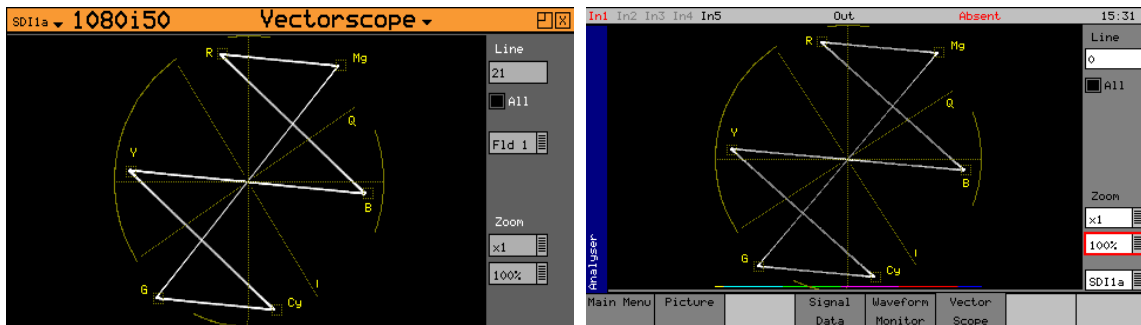 SDI1a 1080i50 Vectorscope
R
Mg
Q
Y
B
I
G
Cy
Line
21
All
Fld 1
Zoom
x1
100%
In1 In2 In3 In4 In5 Out Absent 15:31
Analyser
R
Mg
Q
Y
B
I
G
Cy
Line
0
All
Zoom
x1
100%
SDI1a
Main Menu Picture Signal Data Waveform Monitor Vector Scope